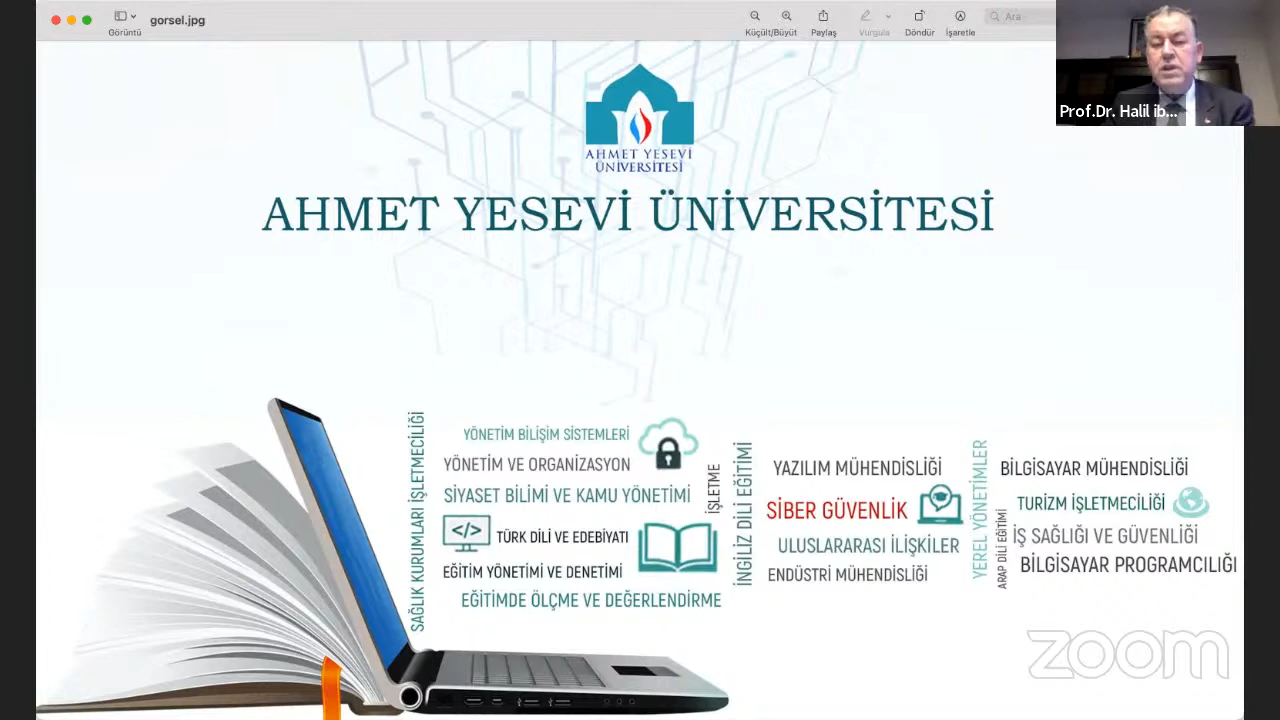 gorsel.jpg
Görüntü
Küçült/Büyüt
Paylaş
Vurgula
Döndür
İşaretle
Ara
Prof.Dr. Halil ib...
AHMET YESEVİ
ÜNİVERSİTESİ
AHMET YESEVİ ÜNİVERSİTESİ
SAĞLIK KURUMLARI İŞLETMECİLİĞİ
YÖNETİM BİLİŞİM SİSTEMLERİ
YÖNETİM VE ORGANİZASYON
SİYASET BİLİMİ VE KAMU YÖNETİMİ
</>
TÜRK DİLİ VE EDEBİYATI
EĞİTİM YÖNETİMİ VE DENETİMİ
EĞİTİMDE ÖLÇME VE DEĞERLENDİRME
İŞLETME
İNGİLİZ DİLİ EĞİTİMİ
YAZILIM MÜHENDİSLİĞİ
SİBER GÜVENLİK
ULUSLARARASI İLİŞKİLER
ENDÜSTRİ MÜHENDİSLİĞİ
YEREL YÖNETİMLER
ARAP DİLİ EĞİTİMİ
BİLGİSAYAR MÜHENDİSLİĞİ
TURİZM İŞLETMECİLİĞİ
İŞ SAĞLIĞI VE GÜVENLİĞİ
BİLGİSAYAR PROGRAMCILIĞI
zoom